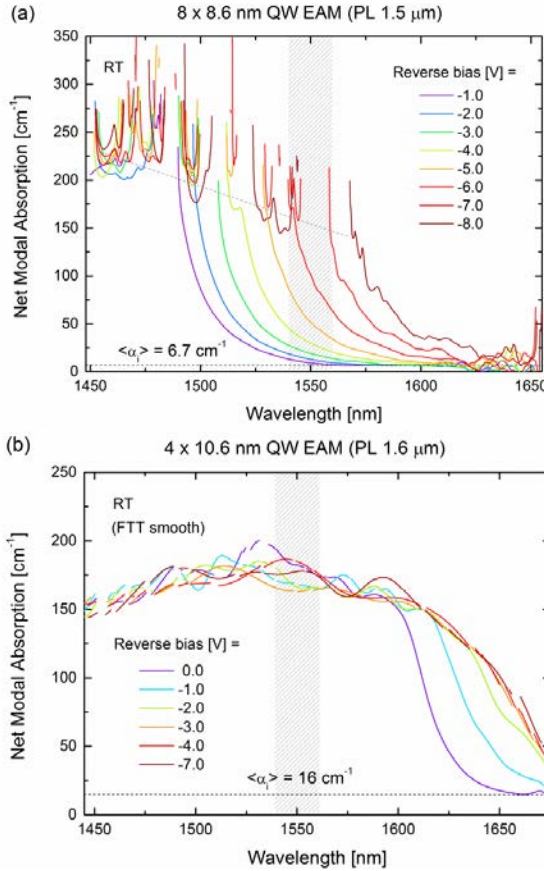 (a)
8 x 8.6 nm QW EAM (PL 1.5 μm)
350
300
250
200
150
100
50
0
Net Modal Absorption [cm⁻¹]
RT
Reverse bias [V] =
-1.0
-2.0
-3.0
-4.0
-5.0
-6.0
-7.0
-8.0
<αᵢ> = 6.7 cm⁻¹
1450 1500 1550 1600 1650
Wavelength [nm]
(b)
4 x 10.6 nm QW EAM (PL 1.6 μm)
250
200
150
100
50
0
Net Modal Absorption [cm⁻¹]
RT
(FTT smooth)
Reverse bias [V] =
0.0
-1.0
-2.0
-3.0
-4.0
-7.0
<αᵢ> = 16 cm⁻¹
1450 1500 1550 1600 1650
Wavelength [nm]